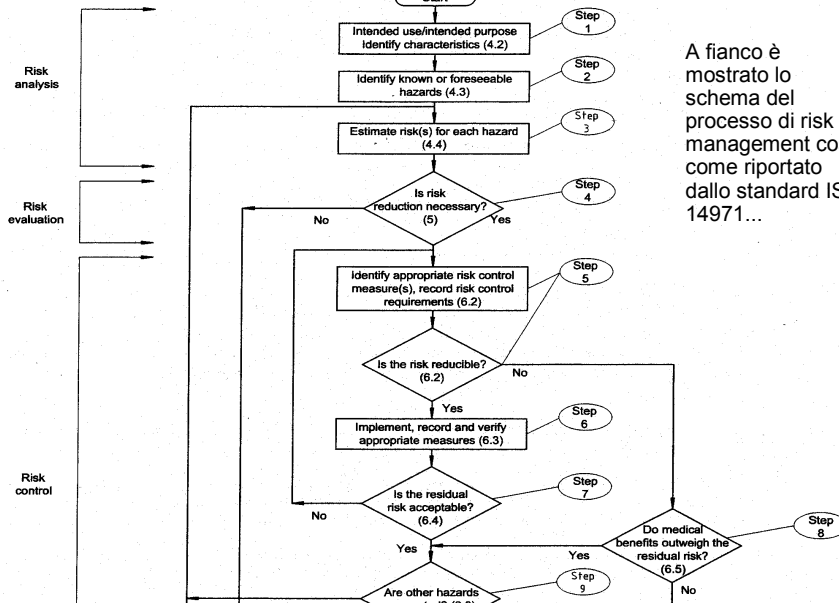 Start
Step
1
Intended use/intended purpose
Identify characteristics (4.2)
Step
2
Risk
analysis
Identify known or foreseeable
hazards (4.3)
Step
3
Estimate risk(s) for each hazard
(4.4)
Step
4
Risk
evaluation
Is risk
reduction necessary?
(5)
No
Yes
Step
5
Identify appropriate risk control
measure(s), record risk control
requirements (6.2)
Is the risk reducible?
(6.2)
No
Yes
Step
6
Implement, record and verify
appropriate measures (6.3)
Risk
control
Step
7
Is the residual
risk acceptable?
(6.4)
No
Yes
Step
8
Do medical
benefits outweigh the
residual risk?
(6.5)
Yes
No
Step
9
Are other hazards
A fianco è
mostrato lo
schema del
processo di risk
management
come riportato
dallo standard
14971...